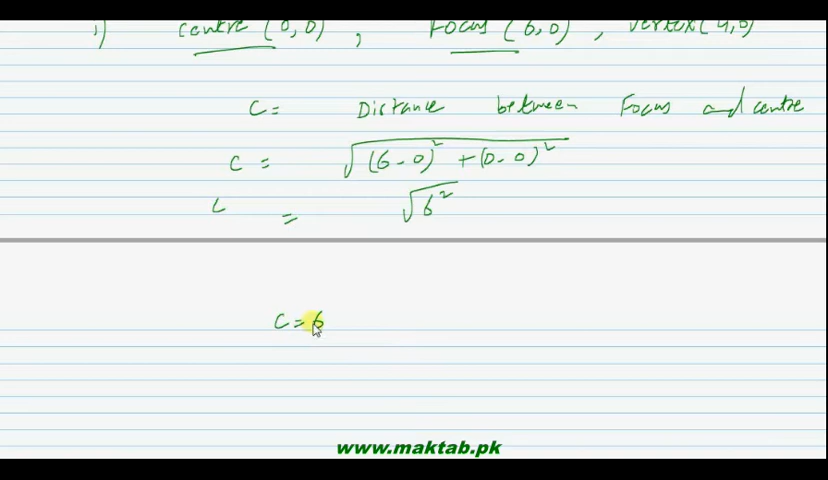 i) centre (0,0) , Focus (6,0) , vertex (4,0)
C = Distance between Focus and centre
C = √(6-0)² + (0-0)²
C = √6²
C = 6
www.maktab.pk